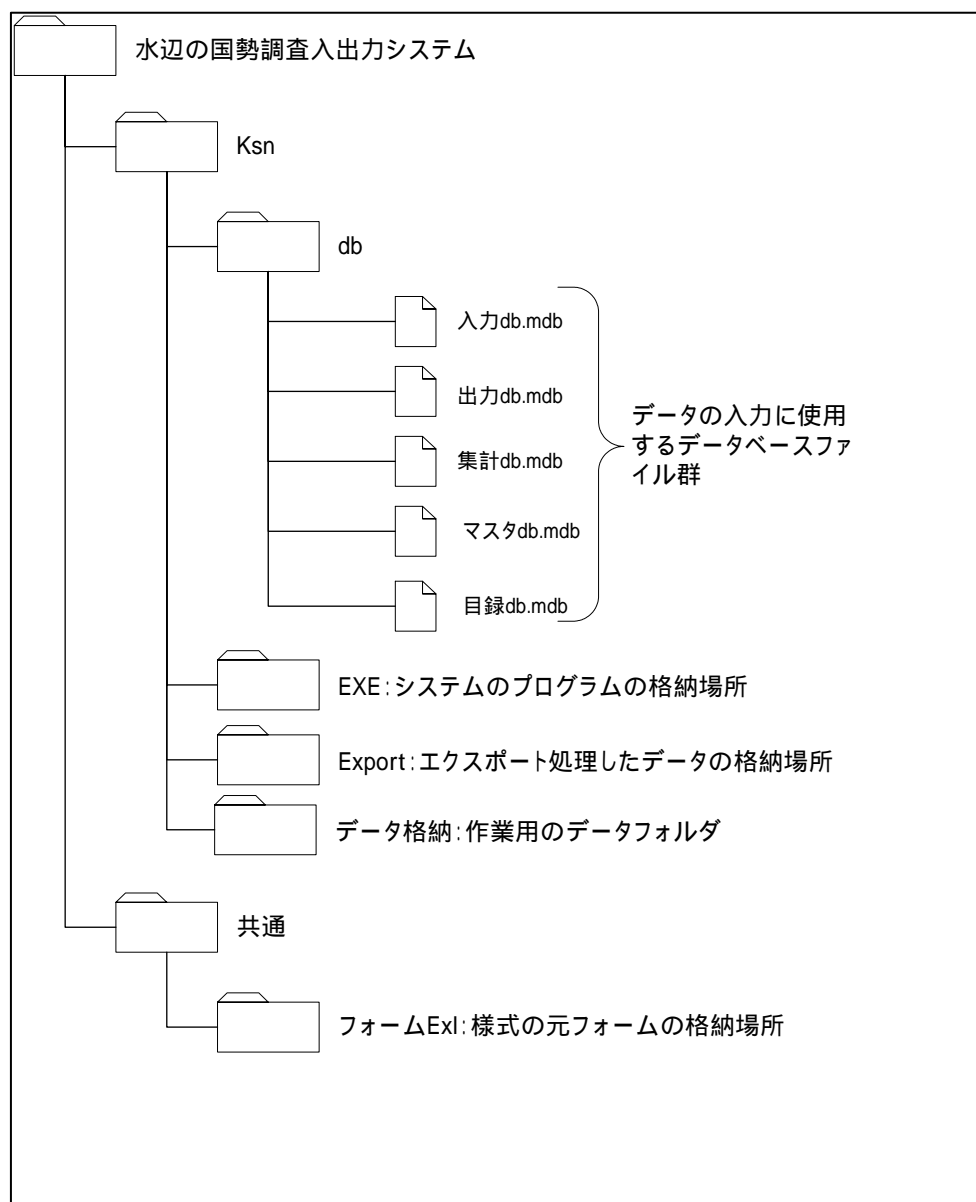 水辺の国勢調査入出力システム
Ksn
db
入力db.mdb
出力db.mdb
集計db.mdb
マスタdb.mdb
目録db.mdb
データの入力に使用
するデータベースファ
イル群
EXE:システムのプログラムの格納場所
Export:エクスポート処理したデータの格納場所
データ格納:作業用のデータフォルダ
共通
フォームExl:様式の元フォームの格納場所